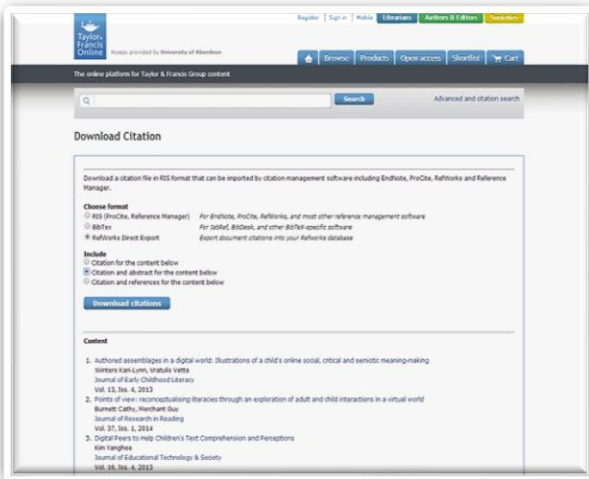 Register | Sign in | Mobile Librarians Authors & Editors Societies
Taylor & Francis Online
Access provided by University of Aberdeen
Browse Products Open access Shortlist Cart
The online platform for Taylor & Francis Group content
Search Advanced and citation search
Download Citation
Download a citation file in RIS format that can be imported by citation management software including EndNote, ProCite, RefWorks and Reference
Manager.
Choose format
RIS (ProCite, Reference Manager) For EndNote, ProCite, RefWorks, and most other reference management software
BibTex For JabRef, BibDesk, and other BibTeX-specific software
RefWorks Direct Export Export document citations into your Refworks database
Include
Citation for the content below
Citation and abstract for the content below
Citation and references for the content below
Download citations
Content
1. Authored assemblages in a digital world: Illustrations of a child's online social, critical and semiotic meaning-making
Winters Kari-Lynn, Vratulis Vetta
Journal of Early Childhood Literacy
Vol. 13, Iss. 4, 2013
2. Points of view: reconceptualising literacies through an exploration of adult and child interactions in a virtual world
Burnett Cathy, Merchant Guy
Journal of Research in Reading
Vol. 37, Iss. 1, 2014
3. Digital Peers to Help Children's Text Comprehension and Perceptions
Kim Yanghee
Journal of Educational Technology & Society
Vol. 16, Iss. 4, 2013